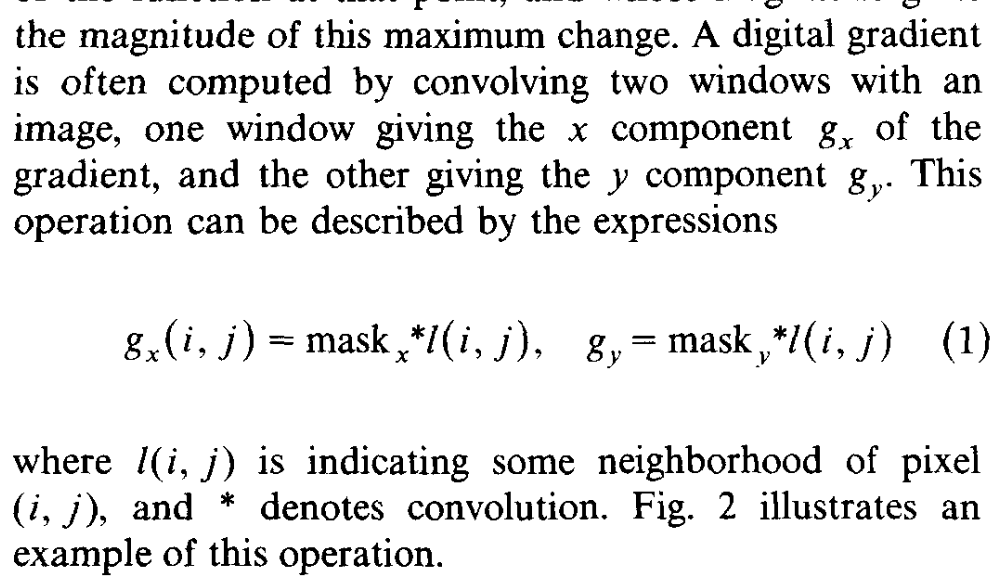 the magnitude of this maximum change. A digital gradient
is often computed by convolving two windows with an
image, one window giving the x component gₓ of the
gradient, and the other giving the y component g_y. This
operation can be described by the expressions
gₓ(i, j) = maskₓ*l(i, j), g_y = mask_y*l(i, j) (1)
where l(i, j) is indicating some neighborhood of pixel
(i, j), and * denotes convolution. Fig. 2 illustrates an
example of this operation.